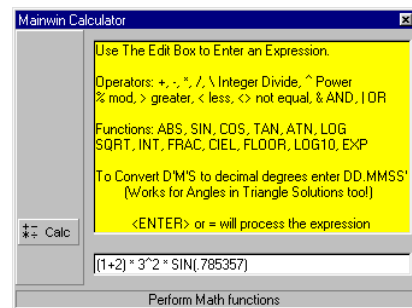 Mainwin Calculator
Use The Edit Box to Enter an Expression.
Operators: +, -, *, /, \ Integer Divide, ^ Power
% mod, > greater, < less, <> not equal, & AND, | OR
Functions: ABS, SIN, COS, TAN, ATN, LOG
SQRT, INT, FRAC, CIEL, FLOOR, LOG10, EXP
To Convert D'M'S to decimal degrees enter DD.MMSS'
(Works for Angles in Triangle Solutions too!)
<ENTER> or = will process the expression
Calc
(1+2) * 3^2 * SIN(.785357)
Perform Math functions